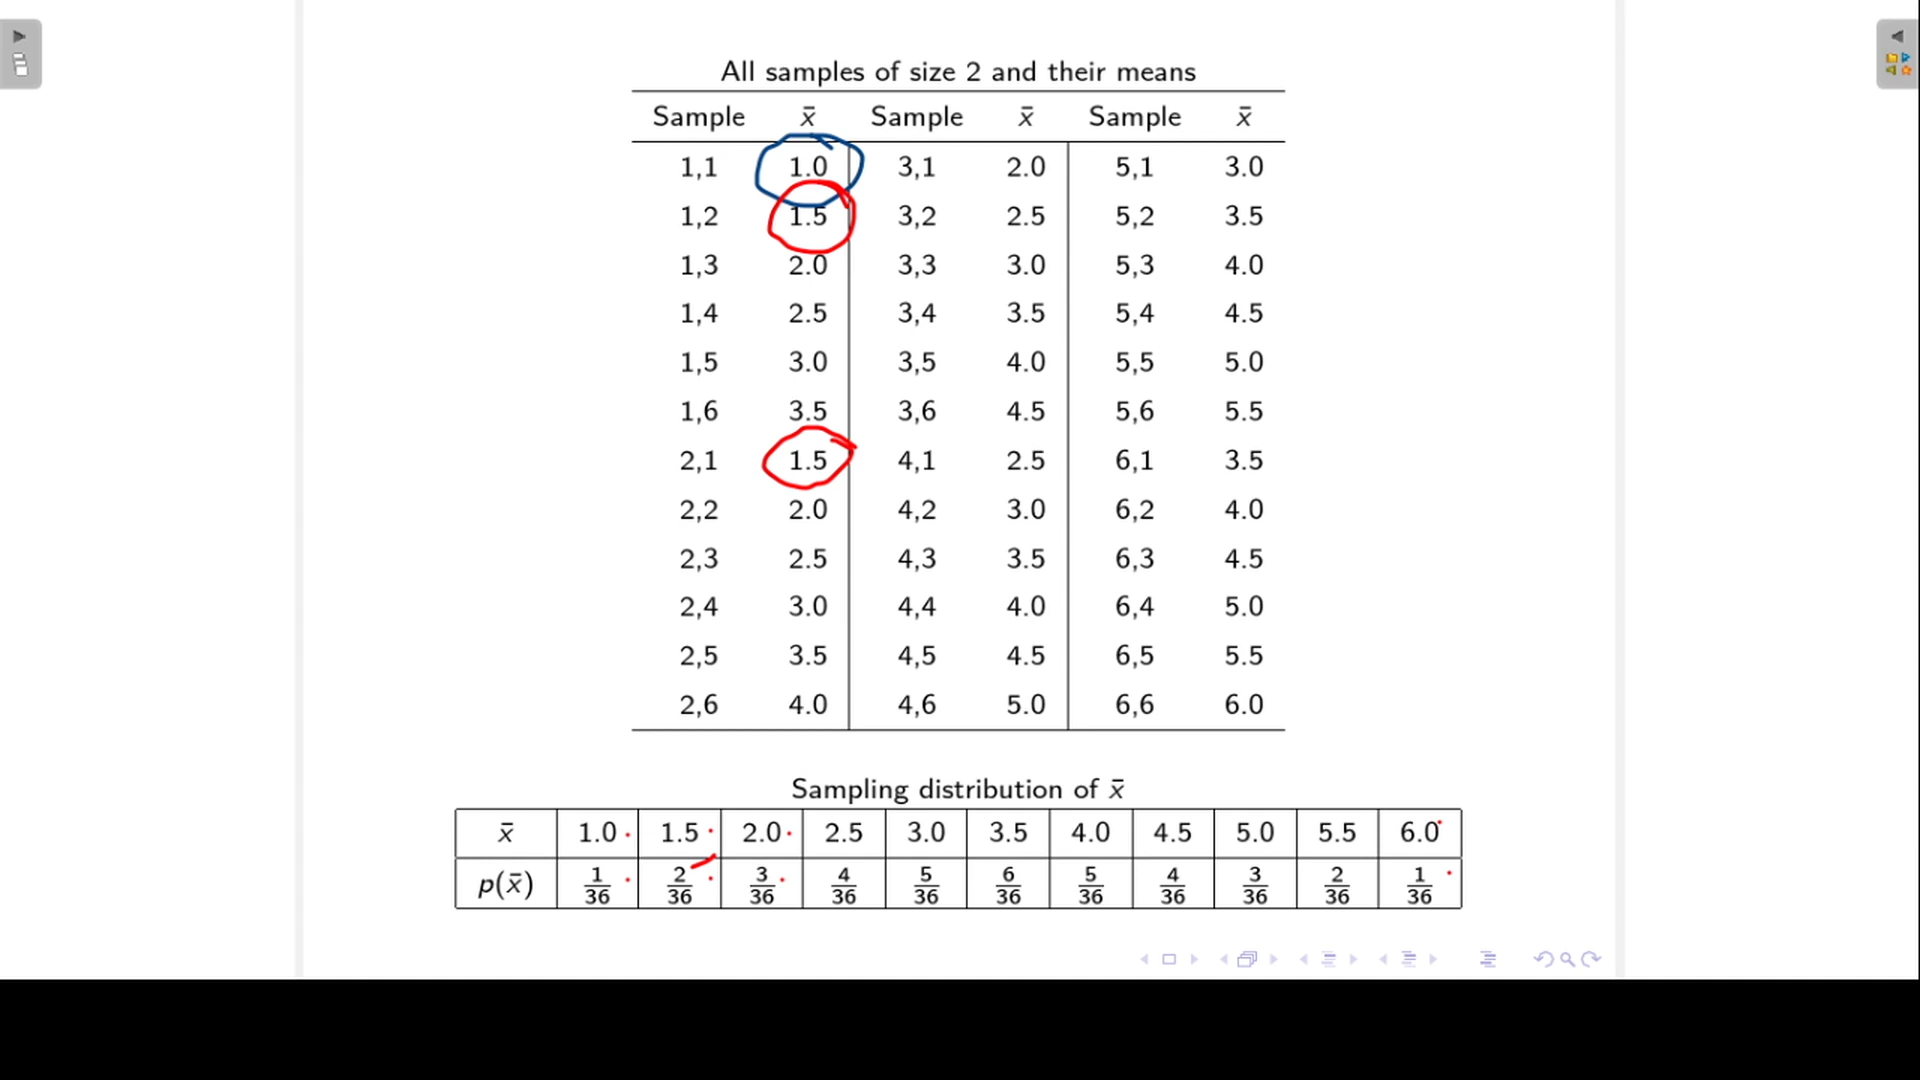 All samples of size 2 and their means
Sample x̄ Sample x̄ Sample x̄
1,1 1.0 3,1 2.0 5,1 3.0
1,2 1.5 3,2 2.5 5,2 3.5
1,3 2.0 3,3 3.0 5,3 4.0
1,4 2.5 3,4 3.5 5,4 4.5
1,5 3.0 3,5 4.0 5,5 5.0
1,6 3.5 3,6 4.5 5,6 5.5
2,1 1.5 4,1 2.5 6,1 3.5
2,2 2.0 4,2 3.0 6,2 4.0
2,3 2.5 4,3 3.5 6,3 4.5
2,4 3.0 4,4 4.0 6,4 5.0
2,5 3.5 4,5 4.5 6,5 5.5
2,6 4.0 4,6 5.0 6,6 6.0
Sampling distribution of x̄
x̄ 1.0 1.5 2.0 2.5 3.0 3.5 4.0 4.5 5.0 5.5 6.0
p(x̄) 1/36 2/36 3/36 4/36 5/36 6/36 5/36 4/36 3/36 2/36 1/36